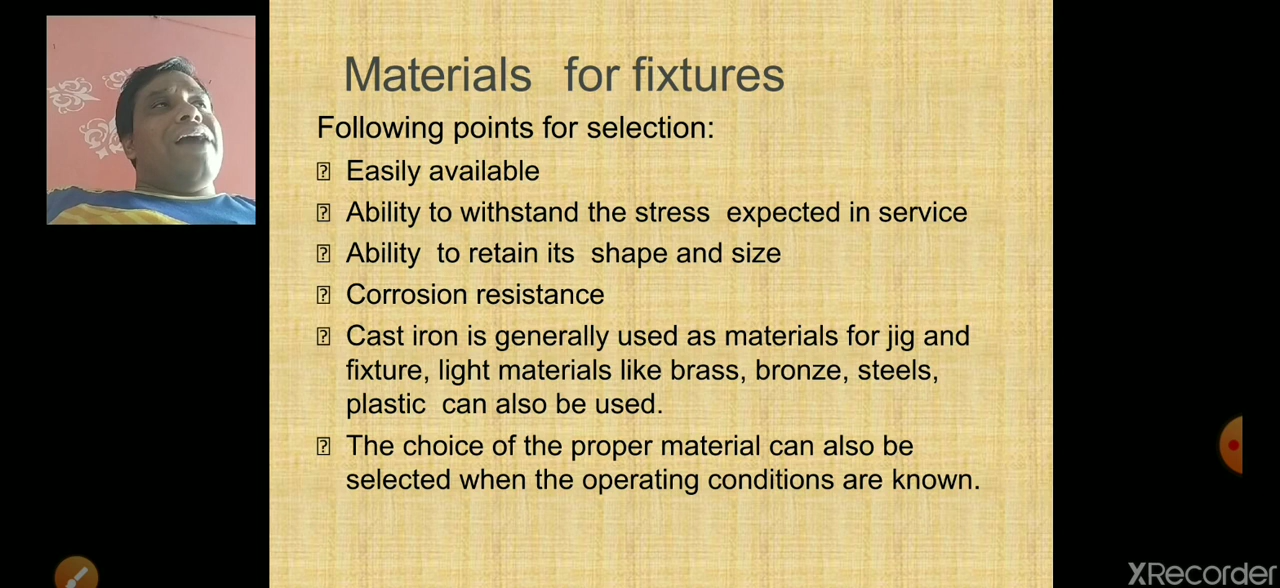 Materials for fixtures
Following points for selection:
Easily available
Ability to withstand the stress expected in service
Ability to retain its shape and size
Corrosion resistance
Cast iron is generally used as materials for jig and
fixture, light materials like brass, bronze, steels,
plastic can also be used.
The choice of the proper material can also be
selected when the operating conditions are known.
XRecorder